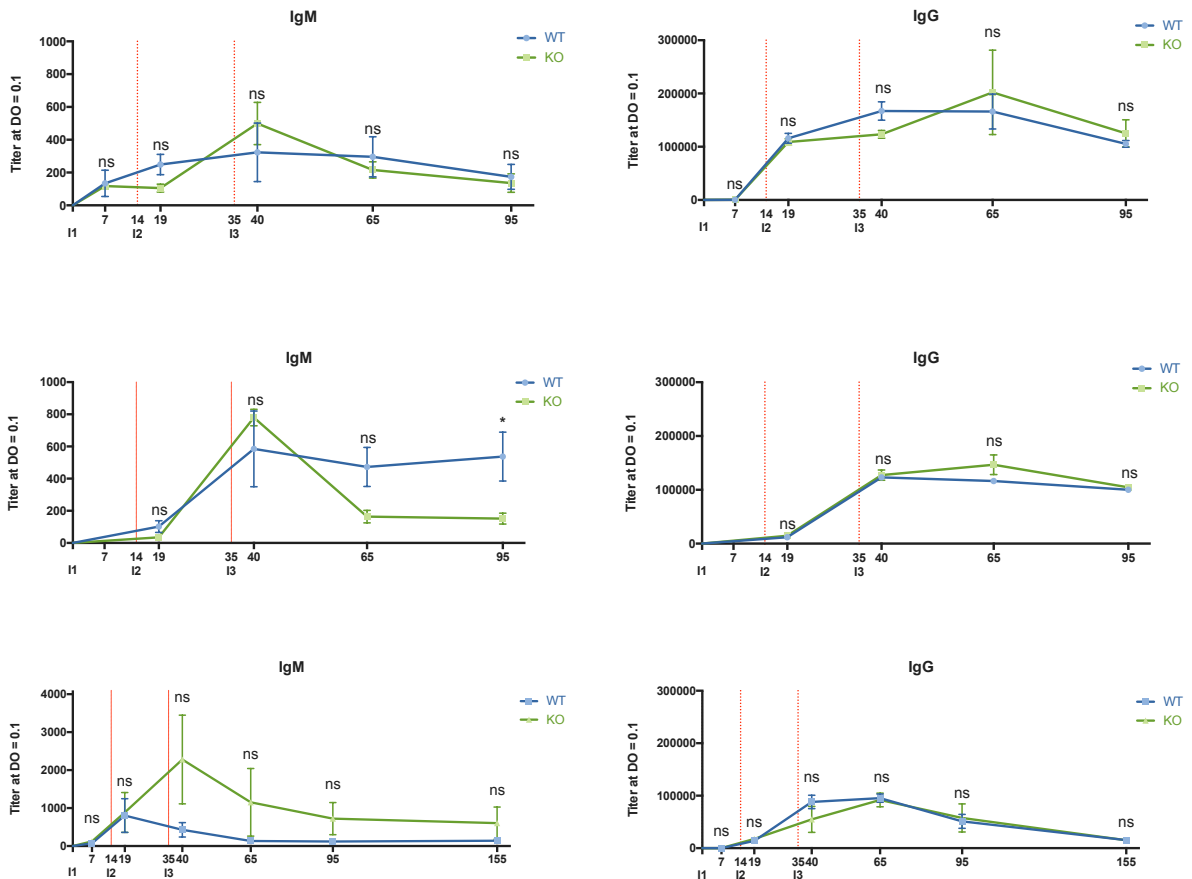 IgM
WT
KO
Titer at DO = 0.1
1000
800
600
400
200
0
ns
ns
ns
ns
ns
7 14 19 35 40 65 95
I1 I2 I3
IgG
WT
KO
Titer at DO = 0.1
300000
200000
100000
0
ns
ns
ns
ns
ns
7 14 19 35 40 65 95
I1 I2 I3
IgM
WT
KO
Titer at DO = 0.1
1000
800
600
400
200
0
ns
ns
ns
*
7 14 19 35 40 65 95
I1 I2 I3
IgG
WT
KO
Titer at DO = 0.1
300000
200000
100000
0
ns
ns
ns
ns
7 14 19 35 40 65 95
I1 I2 I3
IgM
WT
KO
Titer at DO = 0.1
4000
3000
2000
1000
0
ns
ns
ns
ns
ns
ns
7 14 19 35 40 65 95 155
I1 I2 I3
IgG
WT
KO
Titer at DO = 0.1
300000
200000
100000
0
ns
ns
ns
ns
ns
ns
7 14 19 35 40 65 95 155
I1 I2 I3